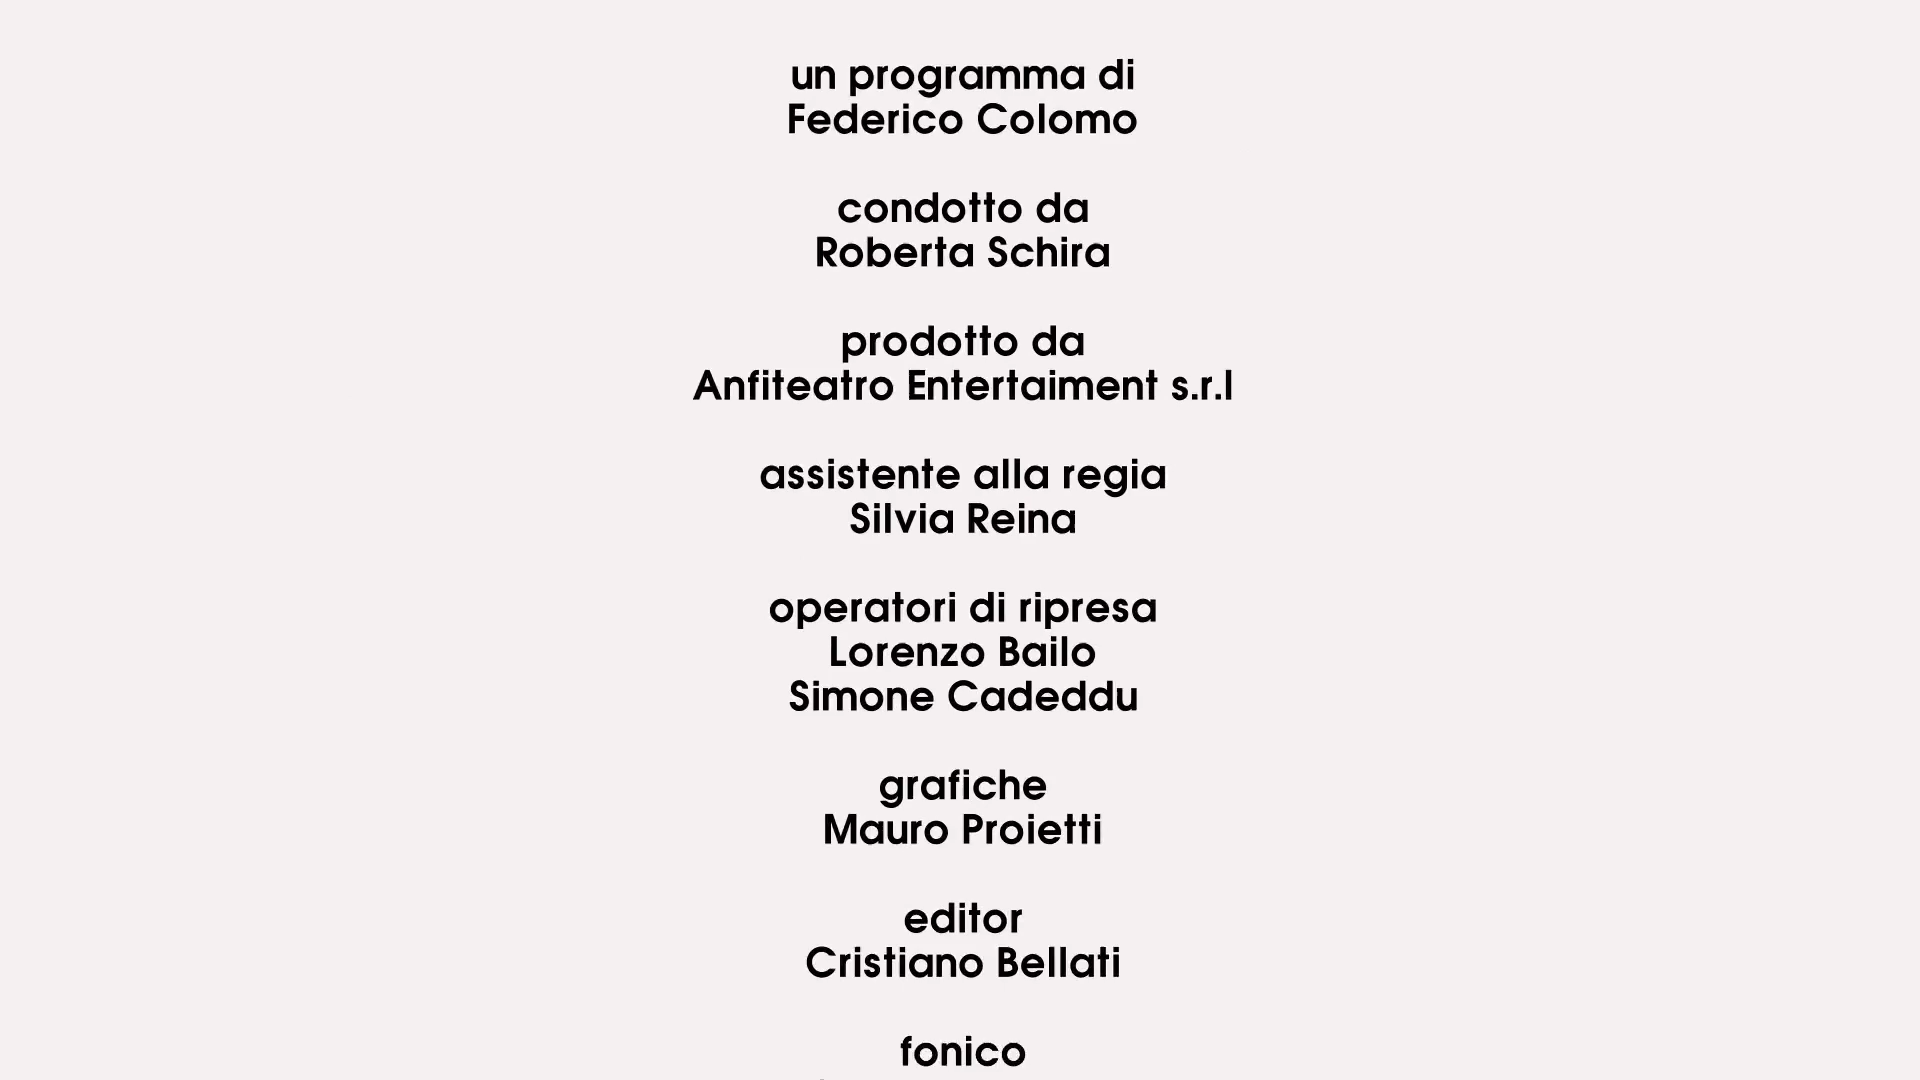 un programma di
Federico Colomo
condotto da
Roberta Schira
prodotto da
Anfiteatro Entertaiment s.r.l
assistente alla regia
Silvia Reina
operatori di ripresa
Lorenzo Bailo
Simone Cadeddu
grafiche
Mauro Proietti
editor
Cristiano Bellati
fonico